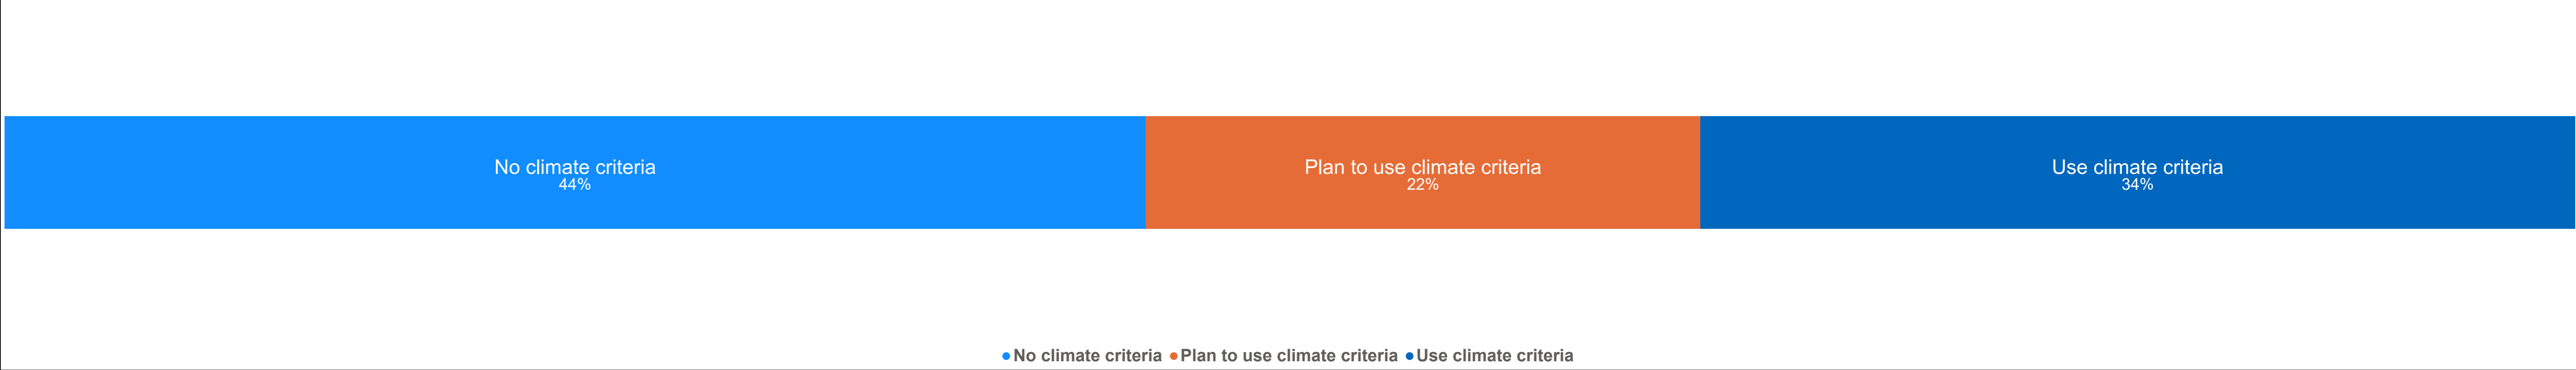 No climate criteria
44%
Plan to use climate criteria
22%
Use climate criteria
34%
No climate criteria Plan to use climate criteria Use climate criteria